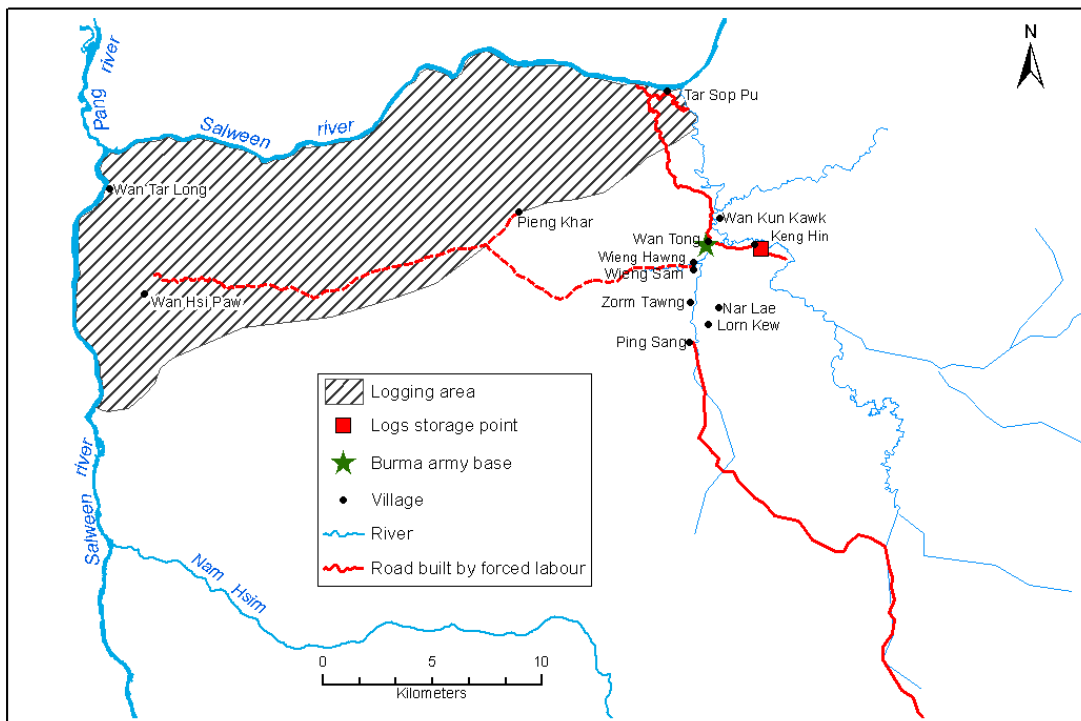 N
Pang river
Salween river
Tar Sop Pu
Wan Tar Long
Pieng Khar
Wan Kun Kawk
Wan Tong
Keng Hin
Wieng Hawng
Wieng Sam
Wan Hsi Paw
Zorm Tawng
Nar Lae
Lorn Kew
Ping Sang
Logging area
Logs storage point
Burma army base
Village
River
Road built by forced labour
Salween river
Nam Hsim
0 5 10
Kilometers